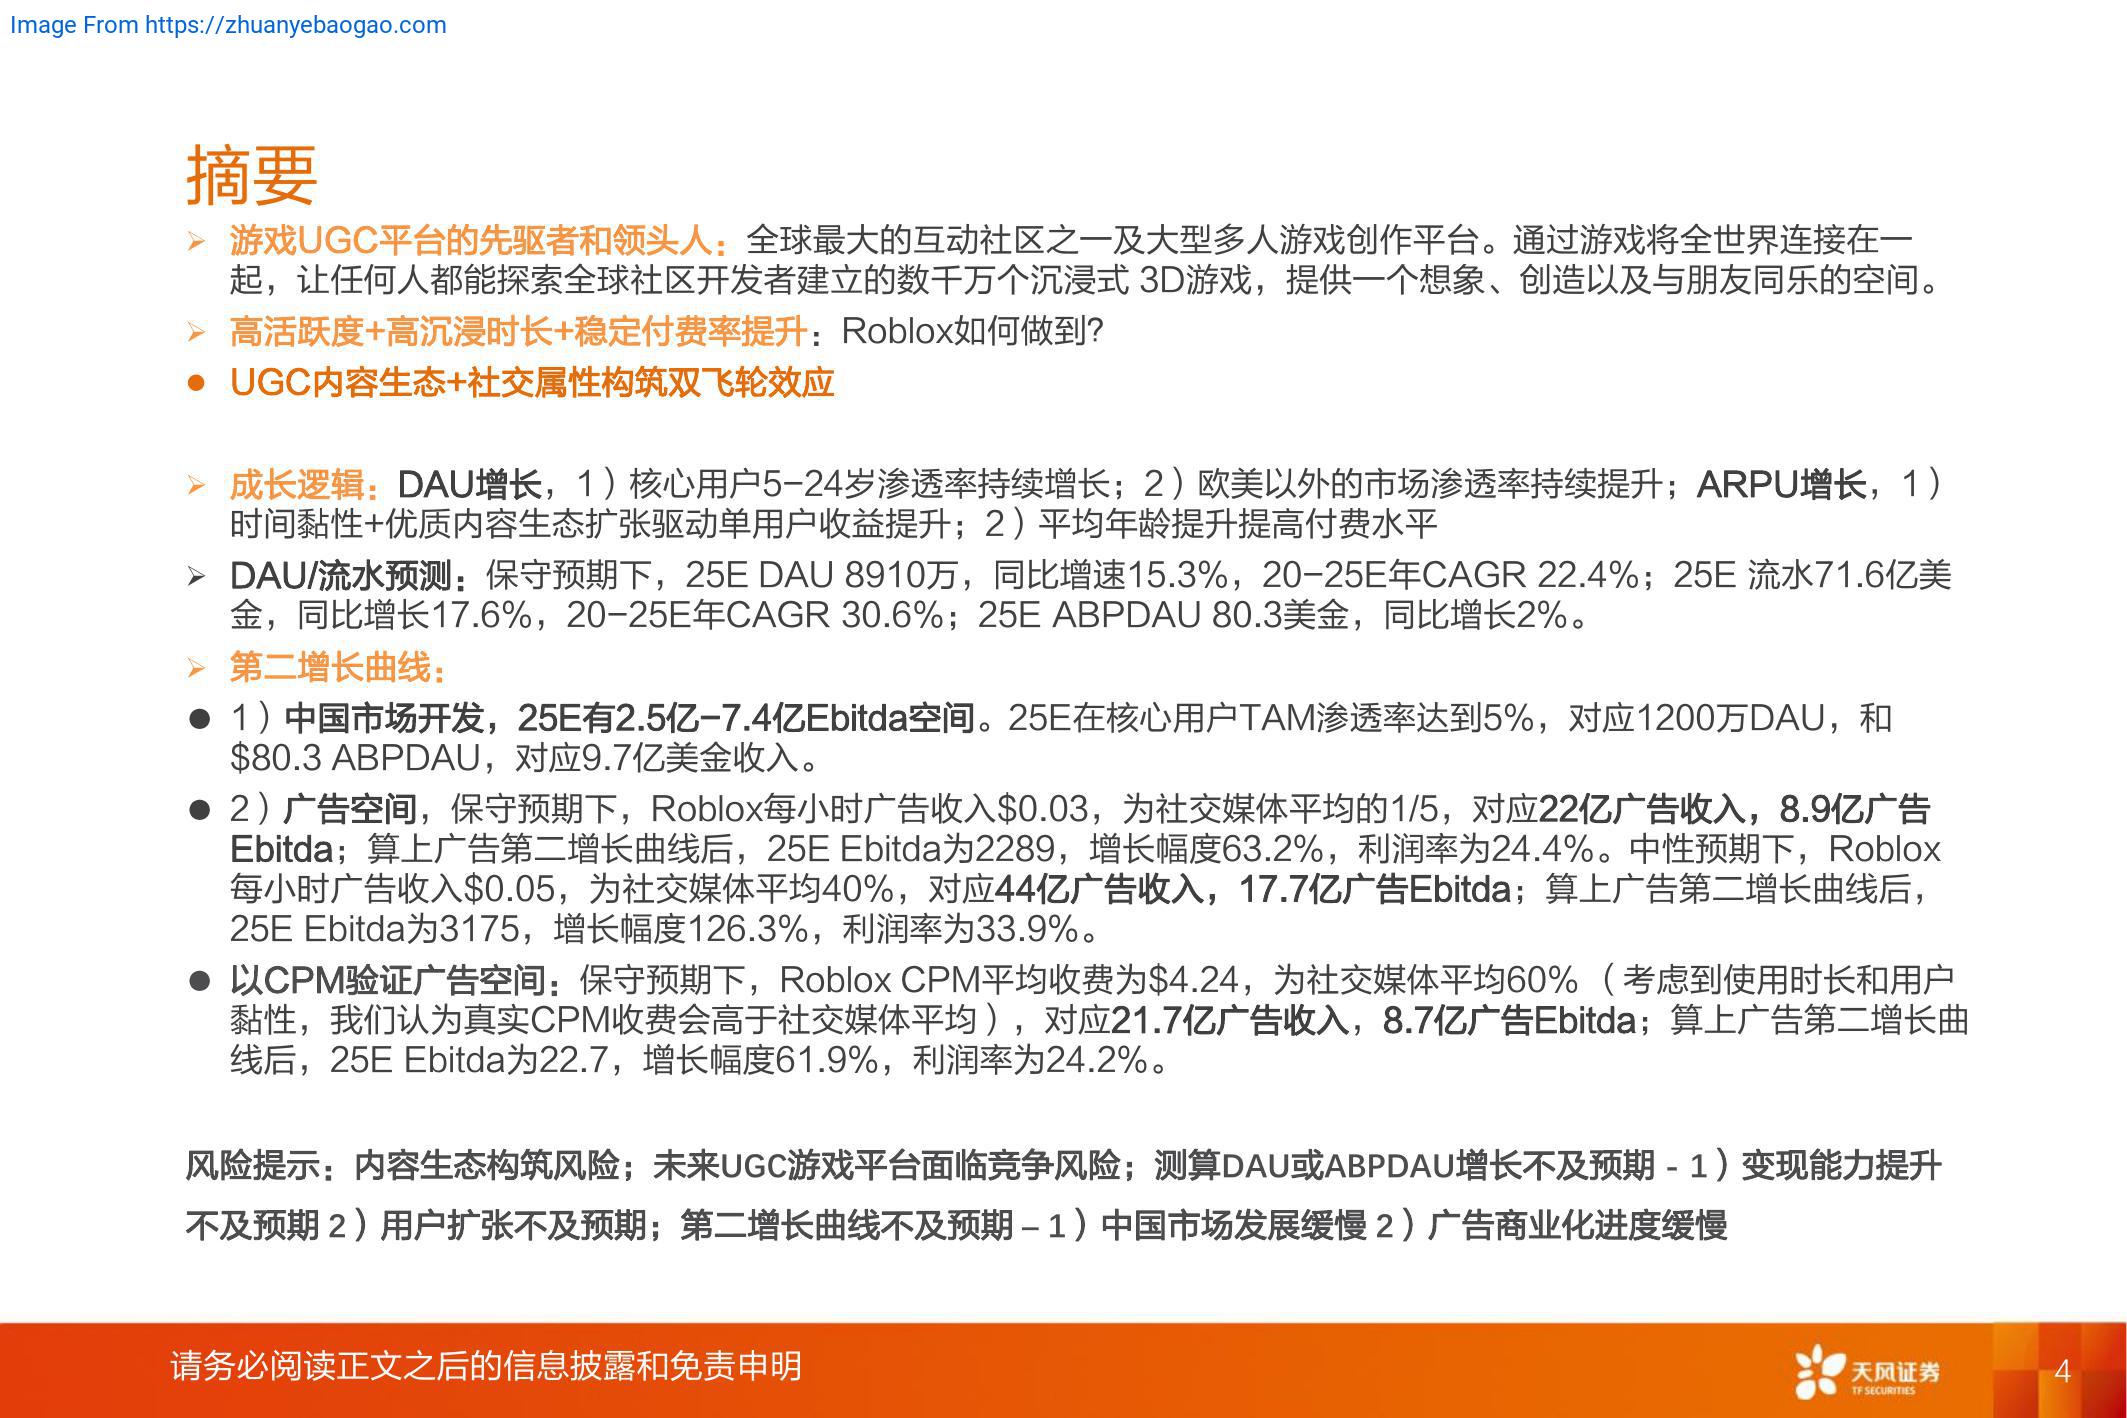 Image From https://zhuanyebaogao.com
摘要
➢ 游戏UGC平台的先驱者和领头人：全球最大的互动社区之一及大型多人游戏创作平台。通过游戏将全世界连接在一
起，让任何人都能探索全球社区开发者建立的数千万个沉浸式 3D游戏，提供一个想象、创造以及与朋友同乐的空间。
➢ 高活跃度+高沉浸时长+稳定付费率提升：Roblox如何做到?
● UGC内容生态+社交属性构筑双飞轮效应
➢ 成长逻辑：DAU增长，1）核心用户5-24岁渗透率持续增长；2）欧美以外的市场渗透率持续提升；ARPU增长，1）
时间黏性+优质内容生态扩张驱动单用户收益提升；2）平均年龄提升提高付费水平
➢ DAU/流水预测：保守预期下，25E DAU 8910万，同比增速15.3%，20-25E年CAGR 22.4%；25E 流水71.6亿美
金，同比增长17.6%，20-25E年CAGR 30.6%；25E ABPDAU 80.3美金，同比增长2%。
➢ 第二增长曲线：
● 1）中国市场开发，25E有2.5亿-7.4亿Ebitda空间。25E在核心用户TAM渗透率达到5%，对应1200万DAU，和
$80.3 ABPDAU，对应9.7亿美金收入。
● 2）广告空间，保守预期下，Roblox每小时广告收入$0.03，为社交媒体平均的1/5，对应22亿广告收入，8.9亿广告
Ebitda；算上广告第二增长曲线后，25E Ebitda为2289，增长幅度63.2%，利润率为24.4%。中性预期下，Roblox
每小时广告收入$0.05，为社交媒体平均40%，对应44亿广告收入，17.7亿广告Ebitda；算上广告第二增长曲线后，
25E Ebitda为3175，增长幅度126.3%，利润率为33.9%。
● 以CPM验证广告空间：保守预期下，Roblox CPM平均收费为$4.24，为社交媒体平均60%（考虑到使用时长和用户
黏性，我们认为真实CPM收费会高于社交媒体平均），对应21.7亿广告收入，8.7亿广告Ebitda；算上广告第二增长曲
线后，25E Ebitda为22.7，增长幅度61.9%，利润率为24.2%。
风险提示：内容生态构筑风险；未来UGC游戏平台面临竞争风险；测算DAU或ABPDAU增长不及预期 - 1）变现能力提升
不及预期 2）用户扩张不及预期；第二增长曲线不及预期 – 1）中国市场发展缓慢 2）广告商业化进度缓慢
请务必阅读正文之后的信息披露和免责申明
天风证券
TF SECURITIES
4